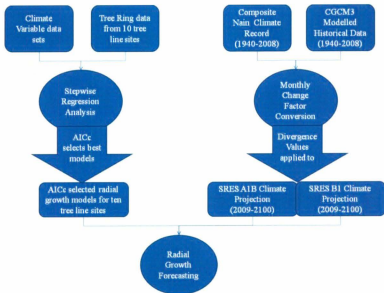 Climate
Variable data
sets
Tree Ring data
from 10 tree
line sites
Composite
Nain Climate
Record
(1940-2008)
CGCM3
Modelled
Historical Data
(1940-2008)
Stepwise
Regression
Analysis
Monthly
Change
Factor
Conversion
AICc
selects best
models
Divergence
Values
applied to
AICc selected radial
growth models for ten
tree line sites
SRES A1B Climate
Projection
(2009-2100)
SRES B1 Climate
Projection
(2009-2100)
Radial
Growth
Forecasting